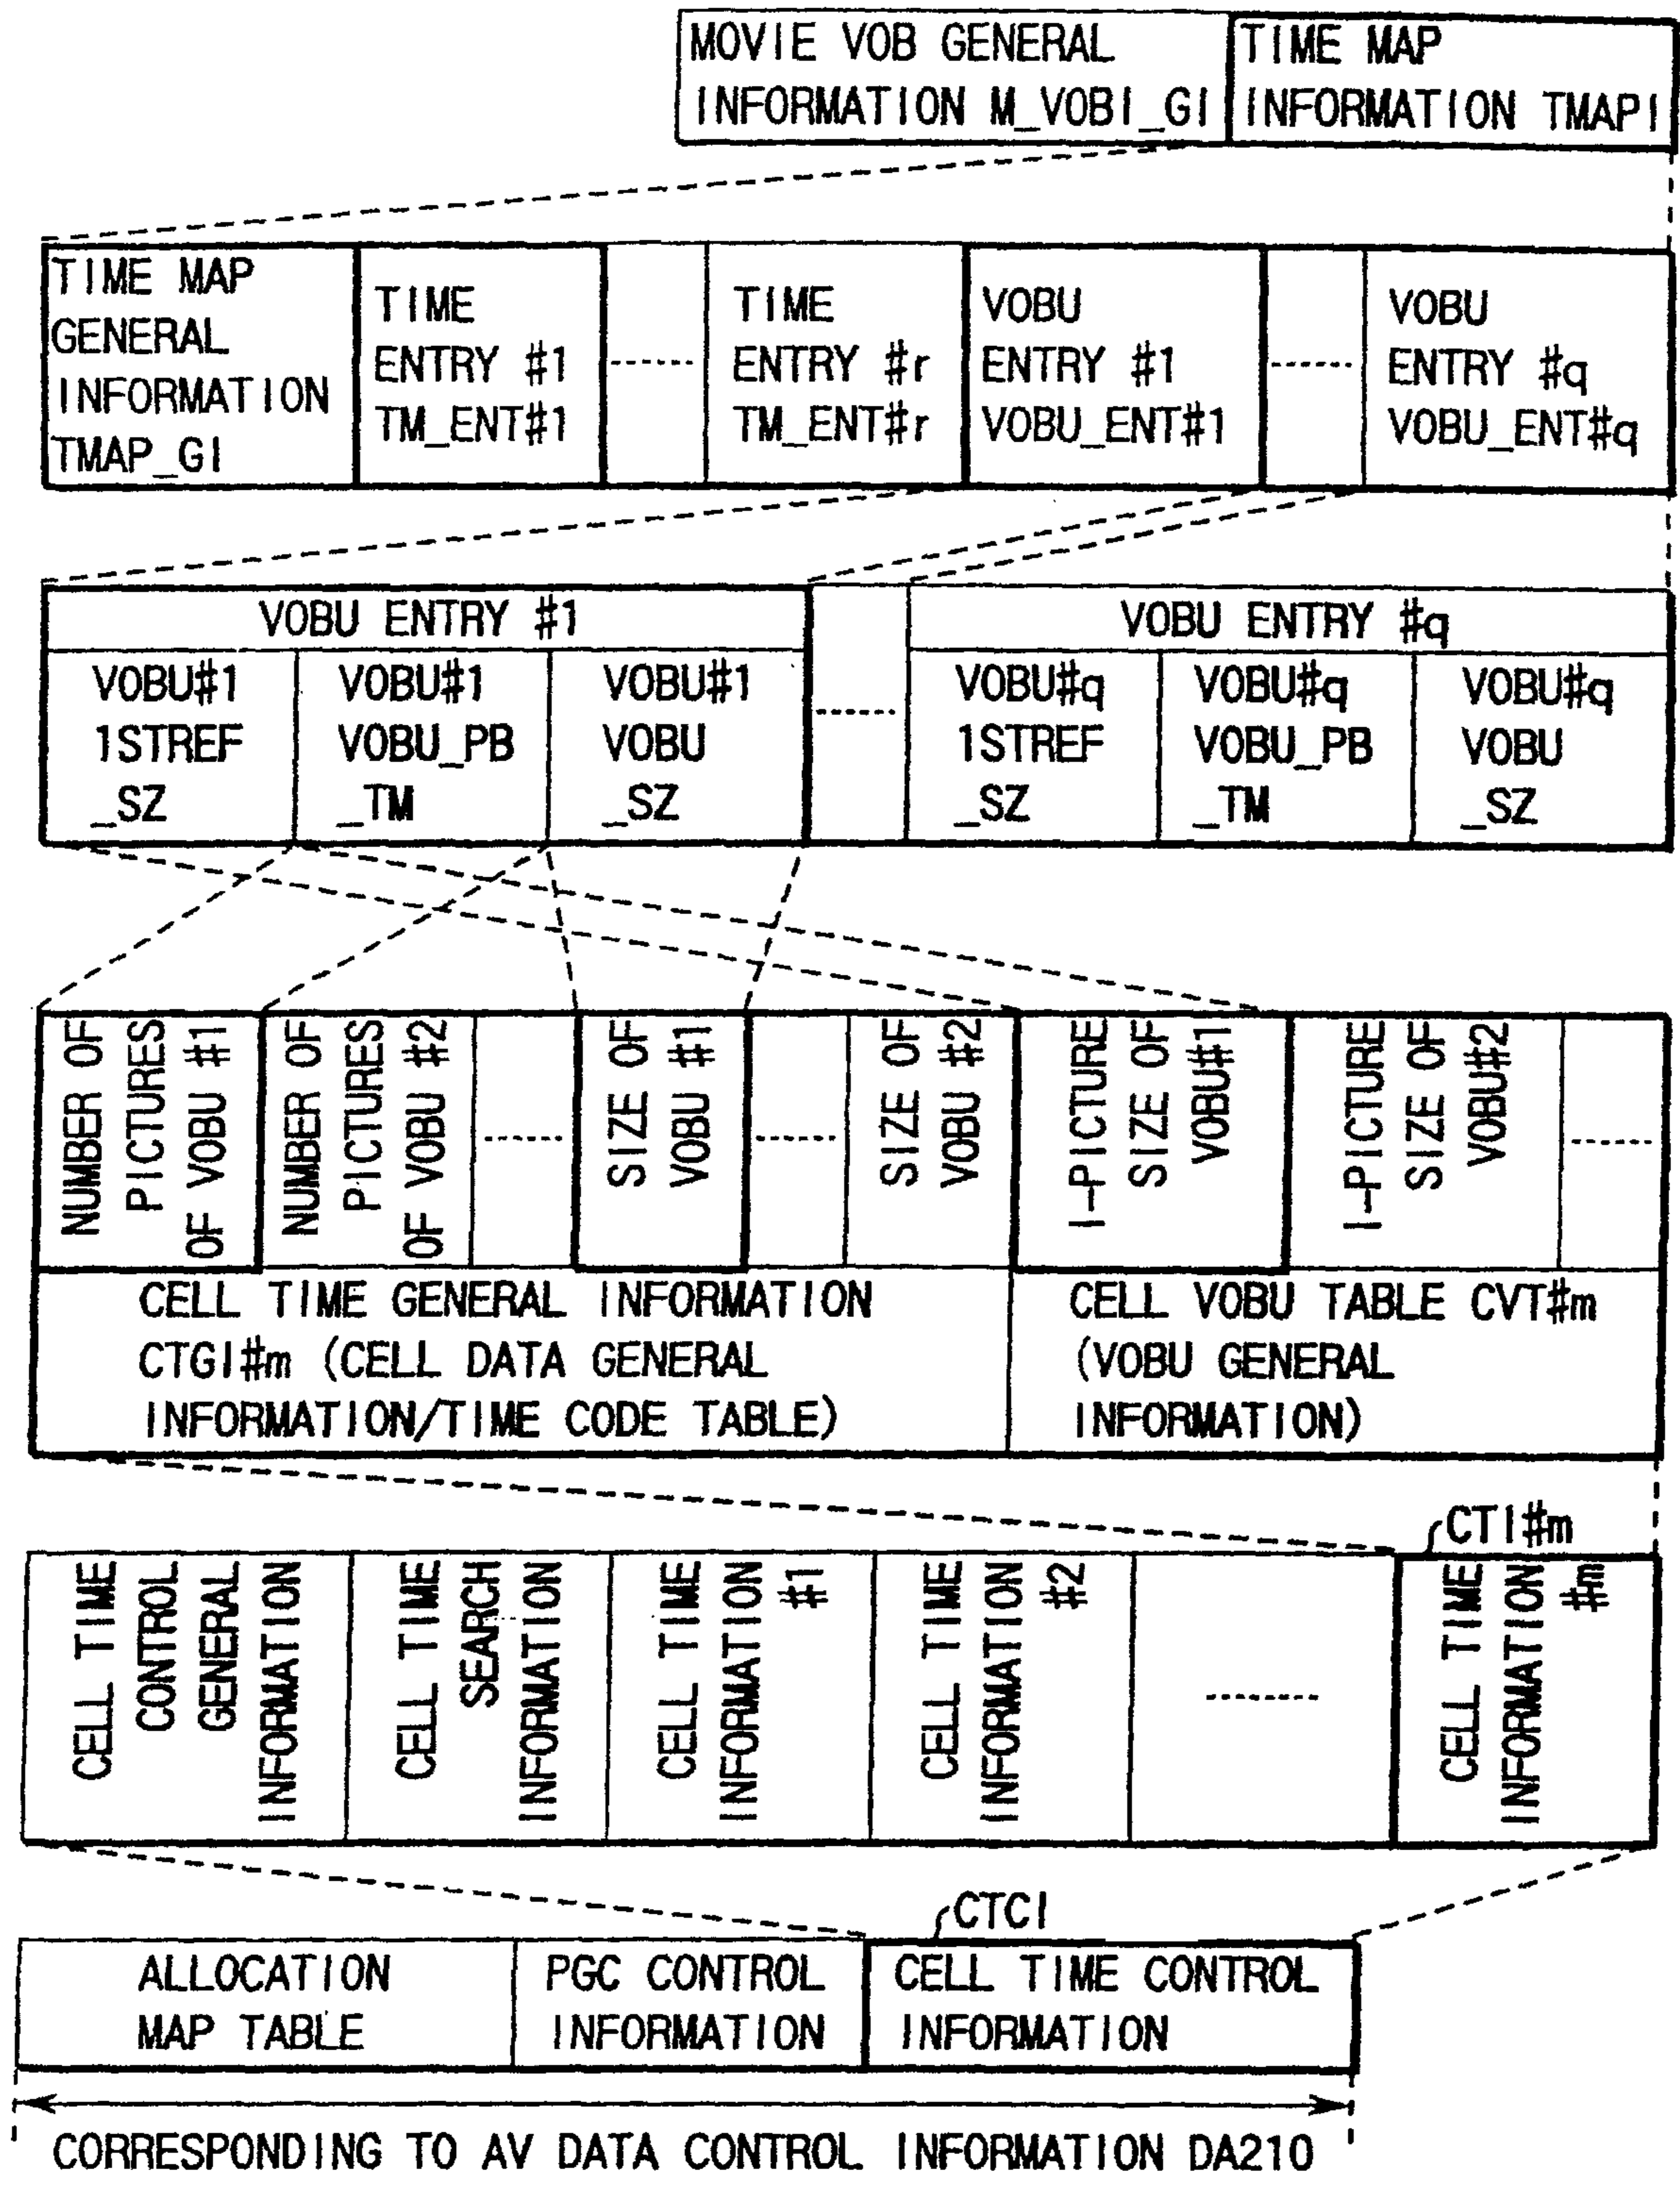 MOVIE VOB GENERAL
INFORMATION M_VOBI_GI
TIME MAP
INFORMATION TMAPI
TIME MAP
GENERAL
INFORMATION
TMAP_GI
TIME
ENTRY #1
TM_ENT#1
TIME
ENTRY #r
TM_ENT#r
VOBU
ENTRY #1
VOBU_ENT#1
VOBU
ENTRY #q
VOBU_ENT#q
VOBU ENTRY #1
VOBU#1
1STREF
_SZ
VOBU#1
VOBU_PB
_TM
VOBU#1
VOBU
_SZ
VOBU ENTRY #q
VOBU#q
1STREF
_SZ
VOBU#q
VOBU_PB
_TM
VOBU#q
VOBU
_SZ
NUMBER OF
PICTURES
OF VOBU #1
NUMBER OF
PICTURES
OF VOBU #2
SIZE OF
VOBU #1
SIZE OF
VOBU #2
I-PICTURE
SIZE OF
VOBU#1
I-PICTURE
SIZE OF
VOBU#2
CELL TIME GENERAL INFORMATION
CTGI#m (CELL DATA GENERAL
INFORMATION/TIME CODE TABLE)
CELL VOBU TABLE CVT#m
(VOBU GENERAL
INFORMATION)
CTI#m
CELL TIME
CONTROL
GENERAL
INFORMATION
CELL TIME
SEARCH
INFORMATION
CELL TIME
INFORMATION
#1
CELL TIME
INFORMATION
#2
CELL TIME
INFORMATION
#m
CTCI
ALLOCATION
MAP TABLE
PGC CONTROL
INFORMATION
CELL TIME CONTROL
INFORMATION
CORRESPONDING TO AV DATA CONTROL INFORMATION DA210